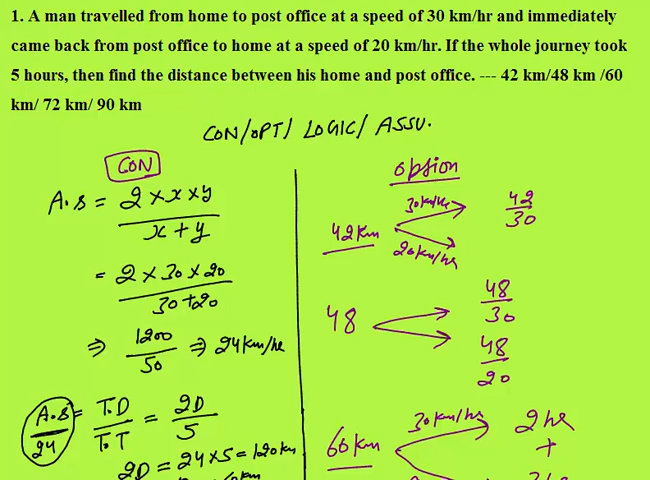 1. A man travelled from home to post office at a speed of 30 km/hr and immediately
came back from post office to home at a speed of 20 km/hr. If the whole journey took
5 hours, then find the distance between his home and post office. --- 42 km/48 km /60
km/ 72 km/ 90 km
CON/OPT/ LOGIC/ ASSU.
CON
A.S = 2 × x × y
x + y
= 2 × 30 × 20
30 + 20
⇒ 1200
50
⇒ 24 km/hr
A.S = T.D = 2D
24 T.T 5
2D = 24 × 5 = 120 km
option
42 km
30 km/hr
20 km/hr
42
30
48
48
30
48
20
60 km
30 km/hr
2 hr
+